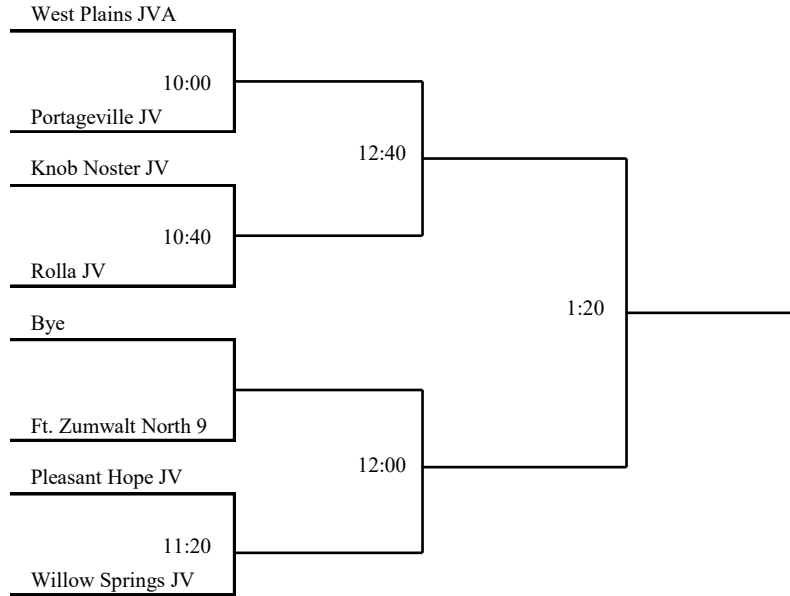 West Plains JVA
10:00
Portageville JV
12:40
Knob Noster JV
10:40
Rolla JV
1:20
Bye
Ft. Zumwalt North 9
12:00
Pleasant Hope JV
11:20
Willow Springs JV